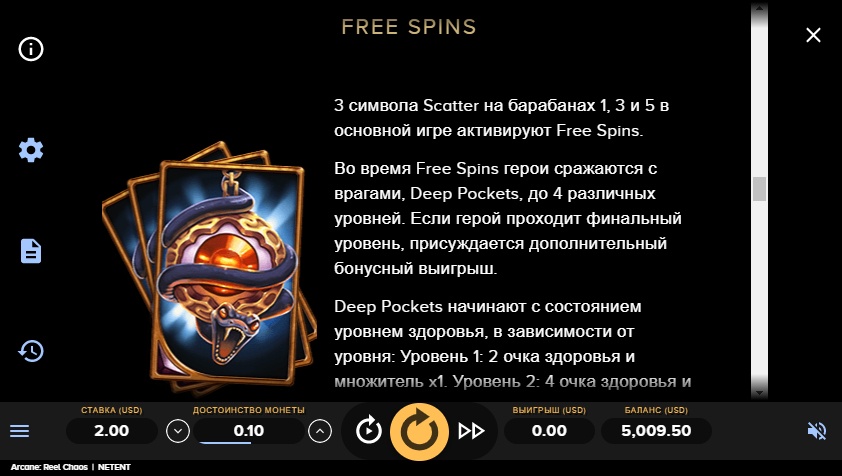 FREE SPINS
3 символа Scatter на барабанах 1, 3 и 5 в
основной игре активируют Free Spins.
Во время Free Spins герои сражаются с
врагами, Deep Pockets, до 4 различных
уровней. Если герой проходит финальный
уровень, присуждается дополнительный
бонусный выигрыш.
Deep Pockets начинают с состоянием
уровнем здоровья, в зависимости от
уровня: Уровень 1: 2 очка здоровья и
множитель x1. Уровень 2: 4 очка здоровья и
СТАВКА (USD)
2.00
ДОСТОИНСТВО МОНЕТЫ
0.10
ВЫИГРЫШ (USD)
0.00
БАЛАНС (USD)
5,009.50
Arcane: Reel Chaos | NETENT